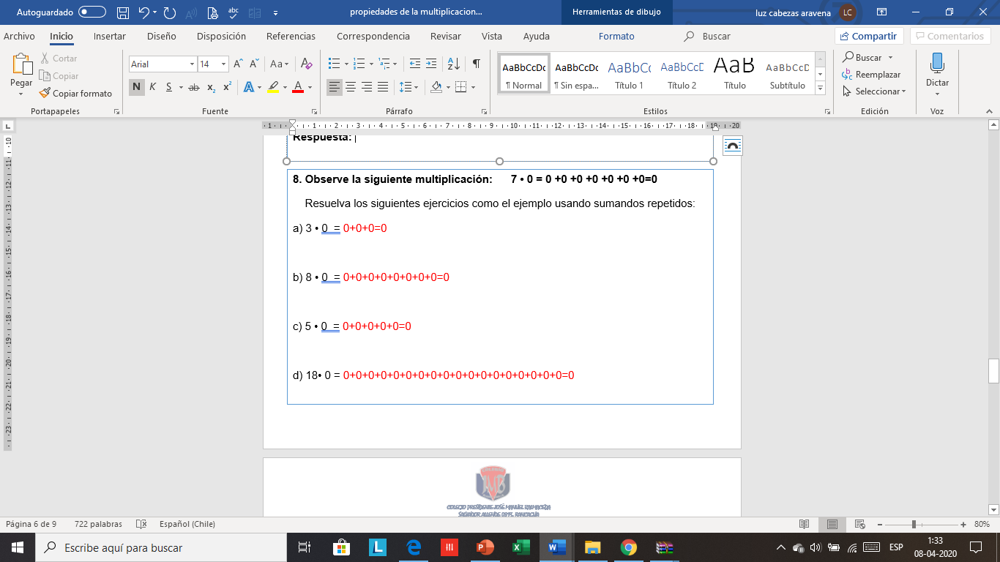 Autoguardado
abc
propiedades de la multiplicacion...
Herramientas de dibujo
luz cabezas aravena
LC
Archivo Inicio Insertar Diseño Disposición Referencias Correspondencia Revisar Vista Ayuda Formato Buscar Compartir Comentarios
Pegar
Cortar
Copiar
Copiar formato
Portapapeles
Arial 14
Aa
N K S ab x₂ x² A A
Fuente
Párrafo
AaBbCcDc AaBbCcDc AaBbCc AaBbCcD AaB AaBbCcD
¶ Normal ¶ Sin espa... Título 1 Título 2 Título Subtítulo
Estilos
Buscar
Reemplazar
Seleccionar
Edición
Dictar
Voz
Respuesta:
8. Observe la siguiente multiplicación: 7 • 0 = 0 +0 +0 +0 +0 +0 +0=0
Resuelva los siguientes ejercicios como el ejemplo usando sumandos repetidos:
a) 3 • 0 = 0+0+0=0
b) 8 • 0 = 0+0+0+0+0+0+0+0=0
c) 5 • 0 = 0+0+0+0+0=0
d) 18• 0 = 0+0+0+0+0+0+0+0+0+0+0+0+0+0+0+0+0+0=0
COLEGIO PRESIDENTE JOSÉ MANUEL BALMACEDA
SALVADOR ALLENDE 0375, RANCAGUA
Página 6 de 9 722 palabras Español (Chile) 80%
Escribe aquí para buscar
ESP
1:33
08-04-2020